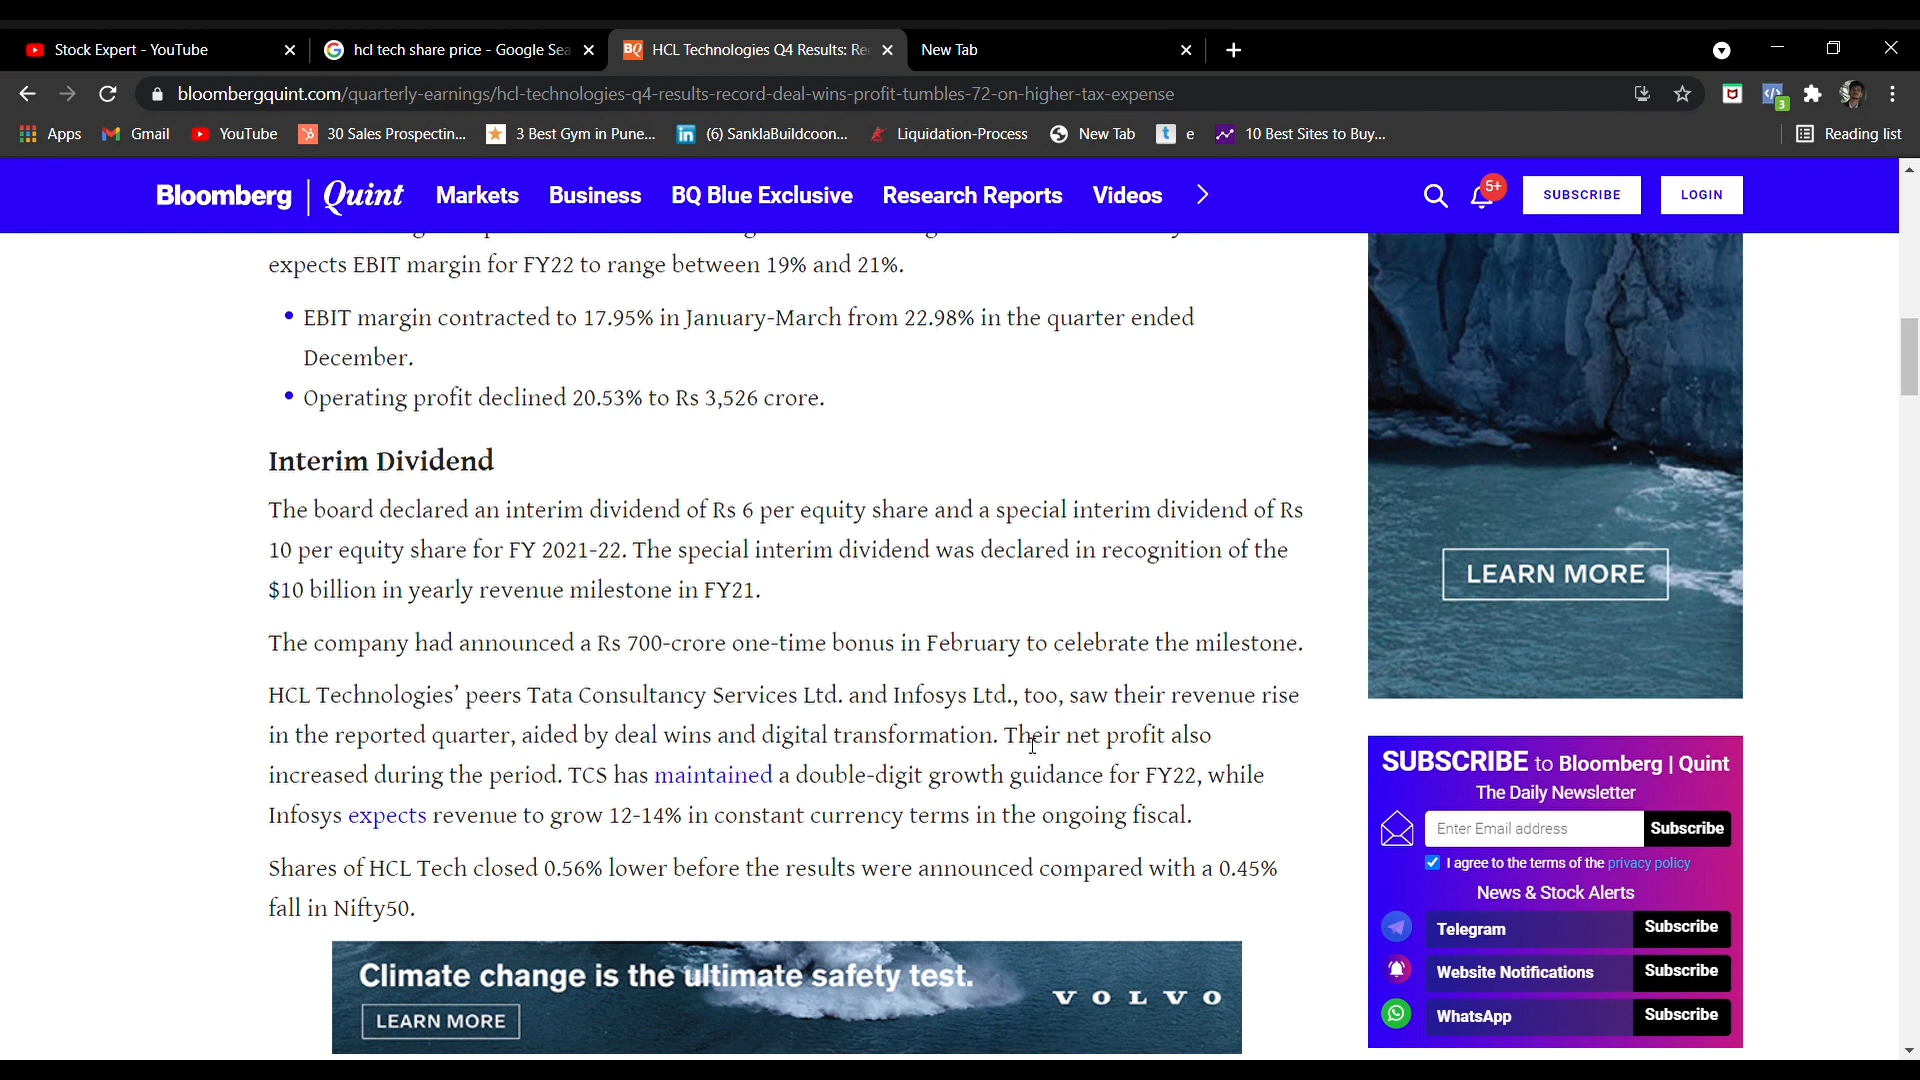 Stock Expert - YouTube
hcl tech share price - Google Sea
HCL Technologies Q4 Results: Re
New Tab
bloombergquint.com/quarterly-earnings/hcl-technologies-q4-results-record-deal-wins-profit-tumbles-72-on-higher-tax-expense
3
Apps
Gmail
YouTube
30 Sales Prospectin...
3 Best Gym in Pune...
(6) SanklaBuildcoon...
Liquidation-Process
New Tab
e
10 Best Sites to Buy...
Reading list
Bloomberg | Quint
Markets
Business
BQ Blue Exclusive
Research Reports
Videos
5+
SUBSCRIBE
LOGIN
expects EBIT margin for FY22 to range between 19% and 21%.
• EBIT margin contracted to 17.95% in January-March from 22.98% in the quarter ended
December.
• Operating profit declined 20.53% to Rs 3,526 crore.
Interim Dividend
The board declared an interim dividend of Rs 6 per equity share and a special interim dividend of Rs
10 per equity share for FY 2021-22. The special interim dividend was declared in recognition of the
$10 billion in yearly revenue milestone in FY21.
The company had announced a Rs 700-crore one-time bonus in February to celebrate the milestone.
HCL Technologies’ peers Tata Consultancy Services Ltd. and Infosys Ltd., too, saw their revenue rise
in the reported quarter, aided by deal wins and digital transformation. Their net profit also
increased during the period. TCS has maintained a double-digit growth guidance for FY22, while
Infosys expects revenue to grow 12-14% in constant currency terms in the ongoing fiscal.
Shares of HCL Tech closed 0.56% lower before the results were announced compared with a 0.45%
fall in Nifty50.
Climate change is the ultimate safety test.
LEARN MORE
VOLVO
LEARN MORE
SUBSCRIBE to Bloomberg | Quint
The Daily Newsletter
Enter Email address
Subscribe
I agree to the terms of the privacy policy
News & Stock Alerts
Telegram
Subscribe
Website Notifications
Subscribe
WhatsApp
Subscribe